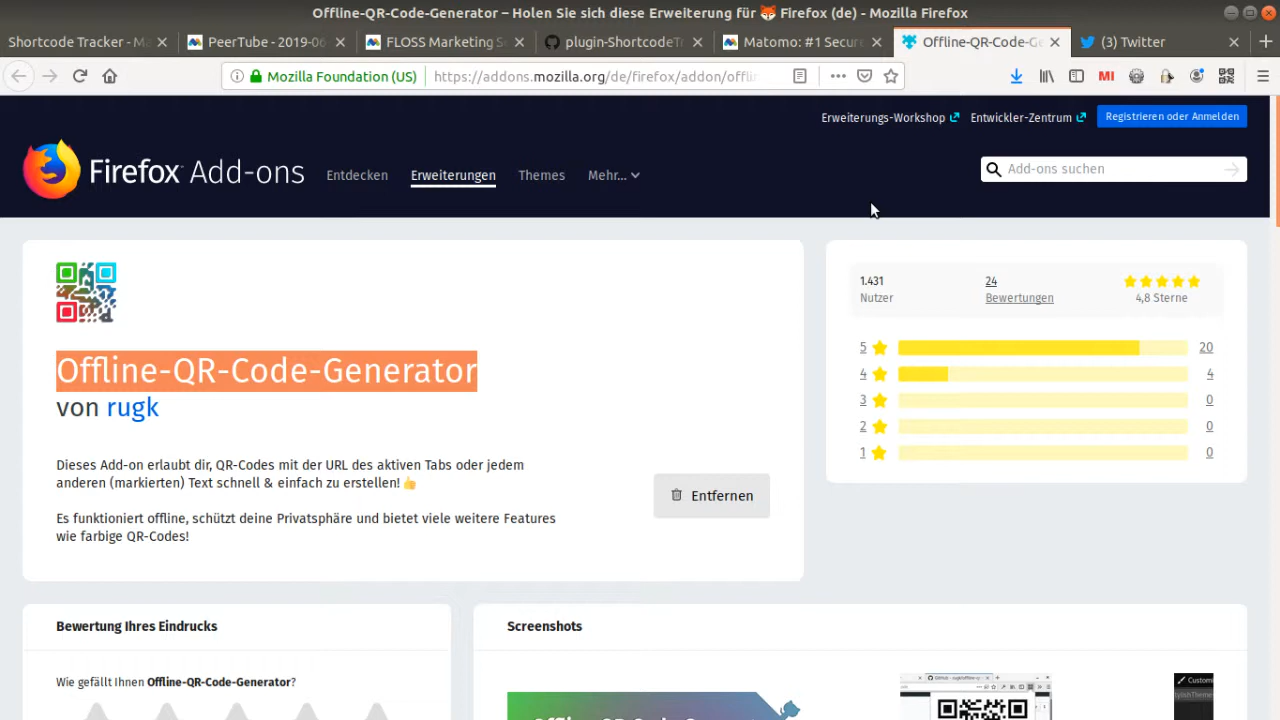 Offline-QR-Code-Generator – Holen Sie sich diese Erweiterung für 🦊 Firefox (de) - Mozilla Firefox
Shortcode Tracker - Ma
PeerTube - 2019-06
FLOSS Marketing S
plugin-ShortcodeT
Matomo: #1 Secure
Offline-QR-Code-G
(3) Twitter
Mozilla Foundation (US)
https://addons.mozilla.org/de/firefox/addon/offli
MI
Erweiterungs-Workshop
Entwickler-Zentrum
Registrieren oder Anmelden
Firefox Add-ons
Entdecken
Erweiterungen
Themes
Mehr...
Add-ons suchen
Offline-QR-Code-Generator
von rugk
Dieses Add-on erlaubt dir, QR-Codes mit der URL des aktiven Tabs oder jedem
anderen (markierten) Text schnell & einfach zu erstellen!👍
Es funktioniert offline, schützt deine Privatsphäre und bietet viele weitere Features
wie farbige QR-Codes!
Entfernen
1.431
Nutzer
24
Bewertungen
4,8 Sterne
5 20
4 4
3 0
2 0
1 0
Bewertung Ihres Eindrucks
Wie gefällt Ihnen Offline-QR-Code-Generator?
Screenshots